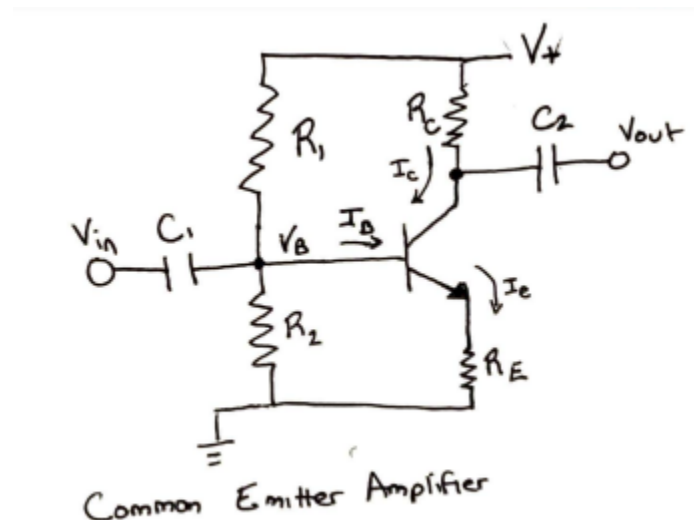 V+
Rc
C2
Vout
R1
Ic
Vin
C1
VB
IB
Ie
R2
RE
Common Emitter Amplifier